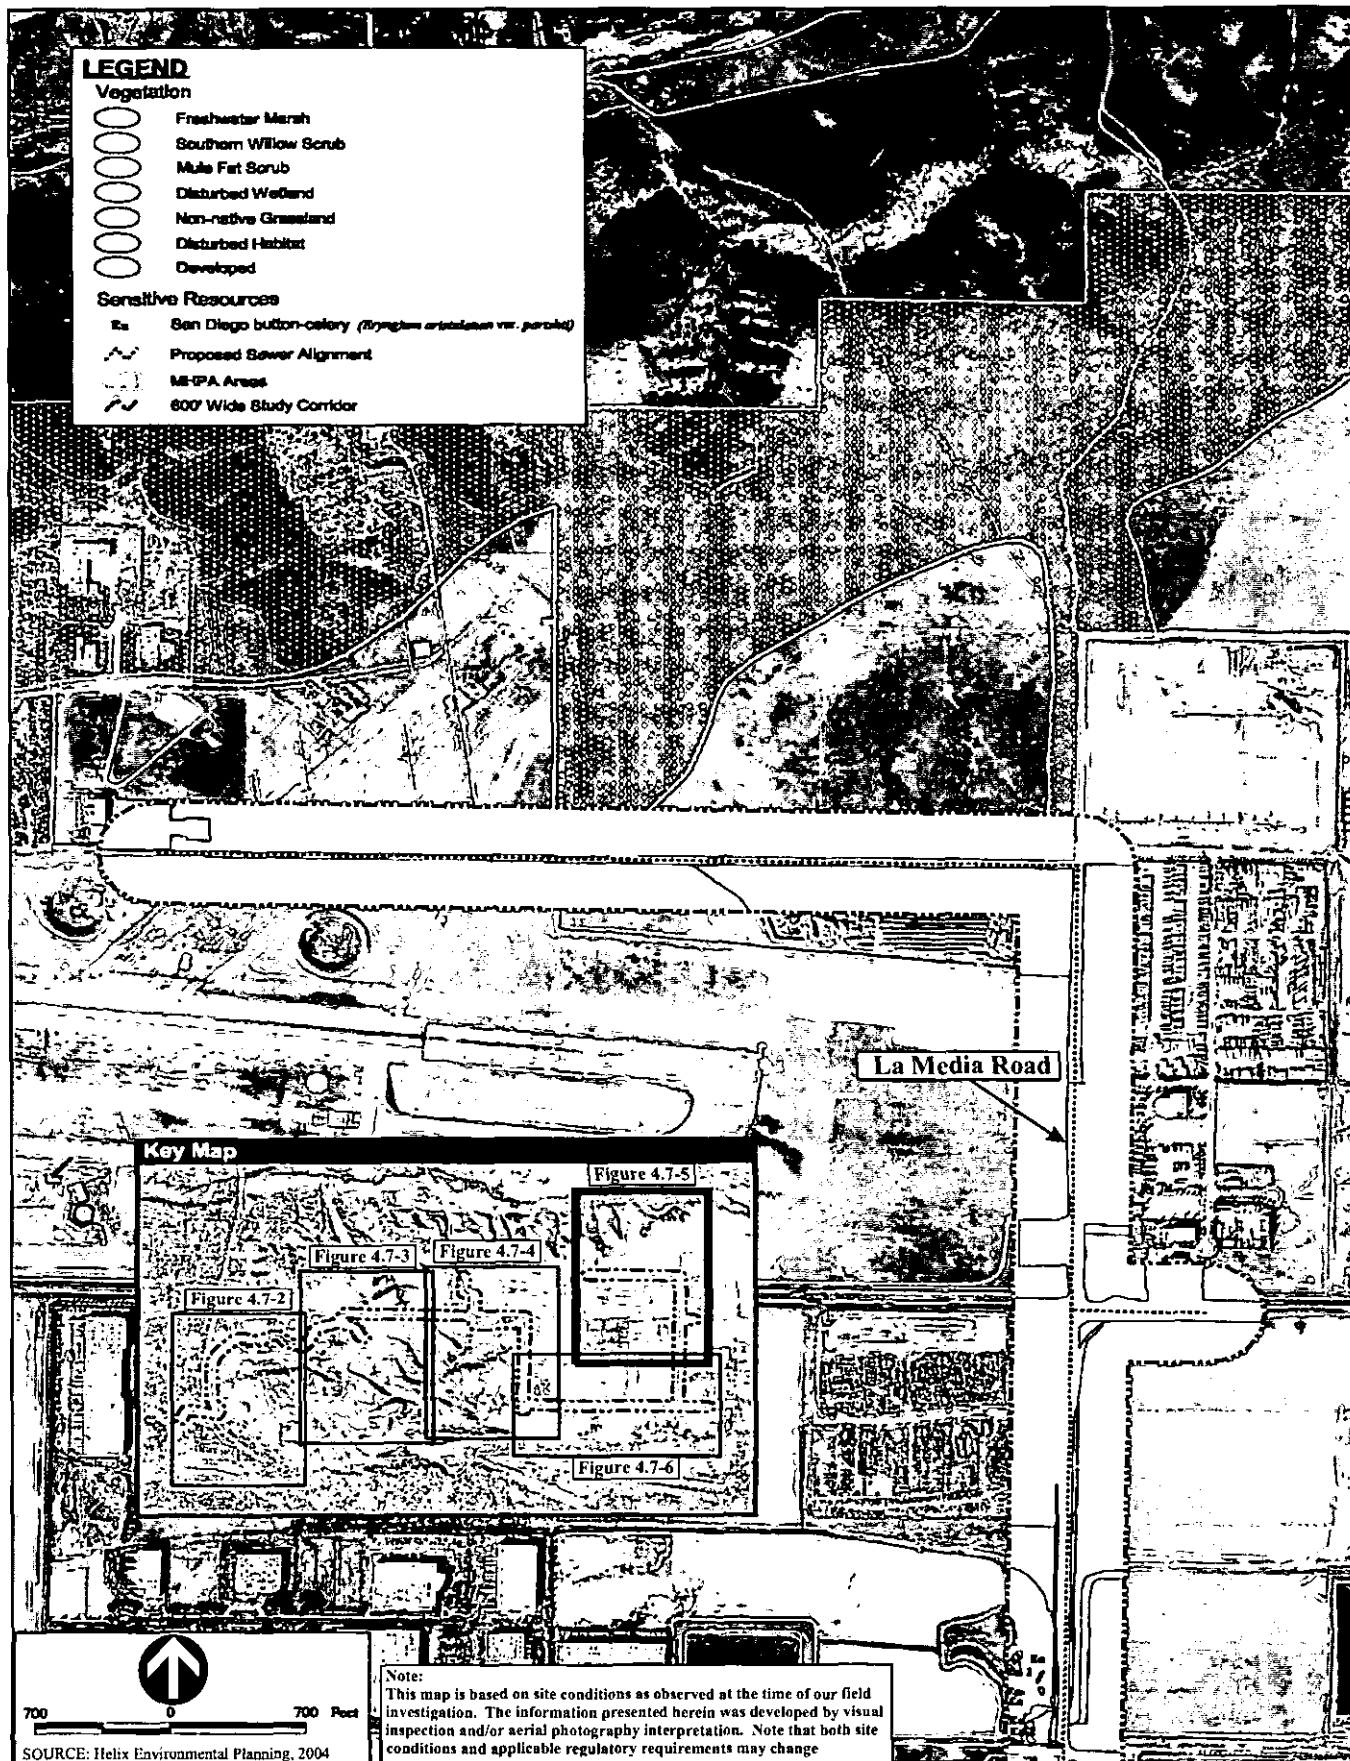 LEGEND
Vegetation
Freshwater Marsh
Southern Willow Scrub
Mule Fat Scrub
Disturbed Wetland
Non-native Grassland
Disturbed Habitat
Developed
Sensitive Resources
San Diego button-celery (Eryngium aristulatum var. parishii)
Proposed Sewer Alignment
MHPA Areas
600' Wide Study Corridor
La Media Road
Key Map
Figure 4.7-5
Figure 4.7-3
Figure 4.7-4
Figure 4.7-2
Figure 4.7-6
700 0 700 Feet
SOURCE: Helix Environmental Planning, 2004
Note:
This map is based on site conditions as observed at the time of our field
investigation. The information presented herein was developed by visual
inspection and/or aerial photography interpretation. Note that both site
conditions and applicable regulatory requirements may change